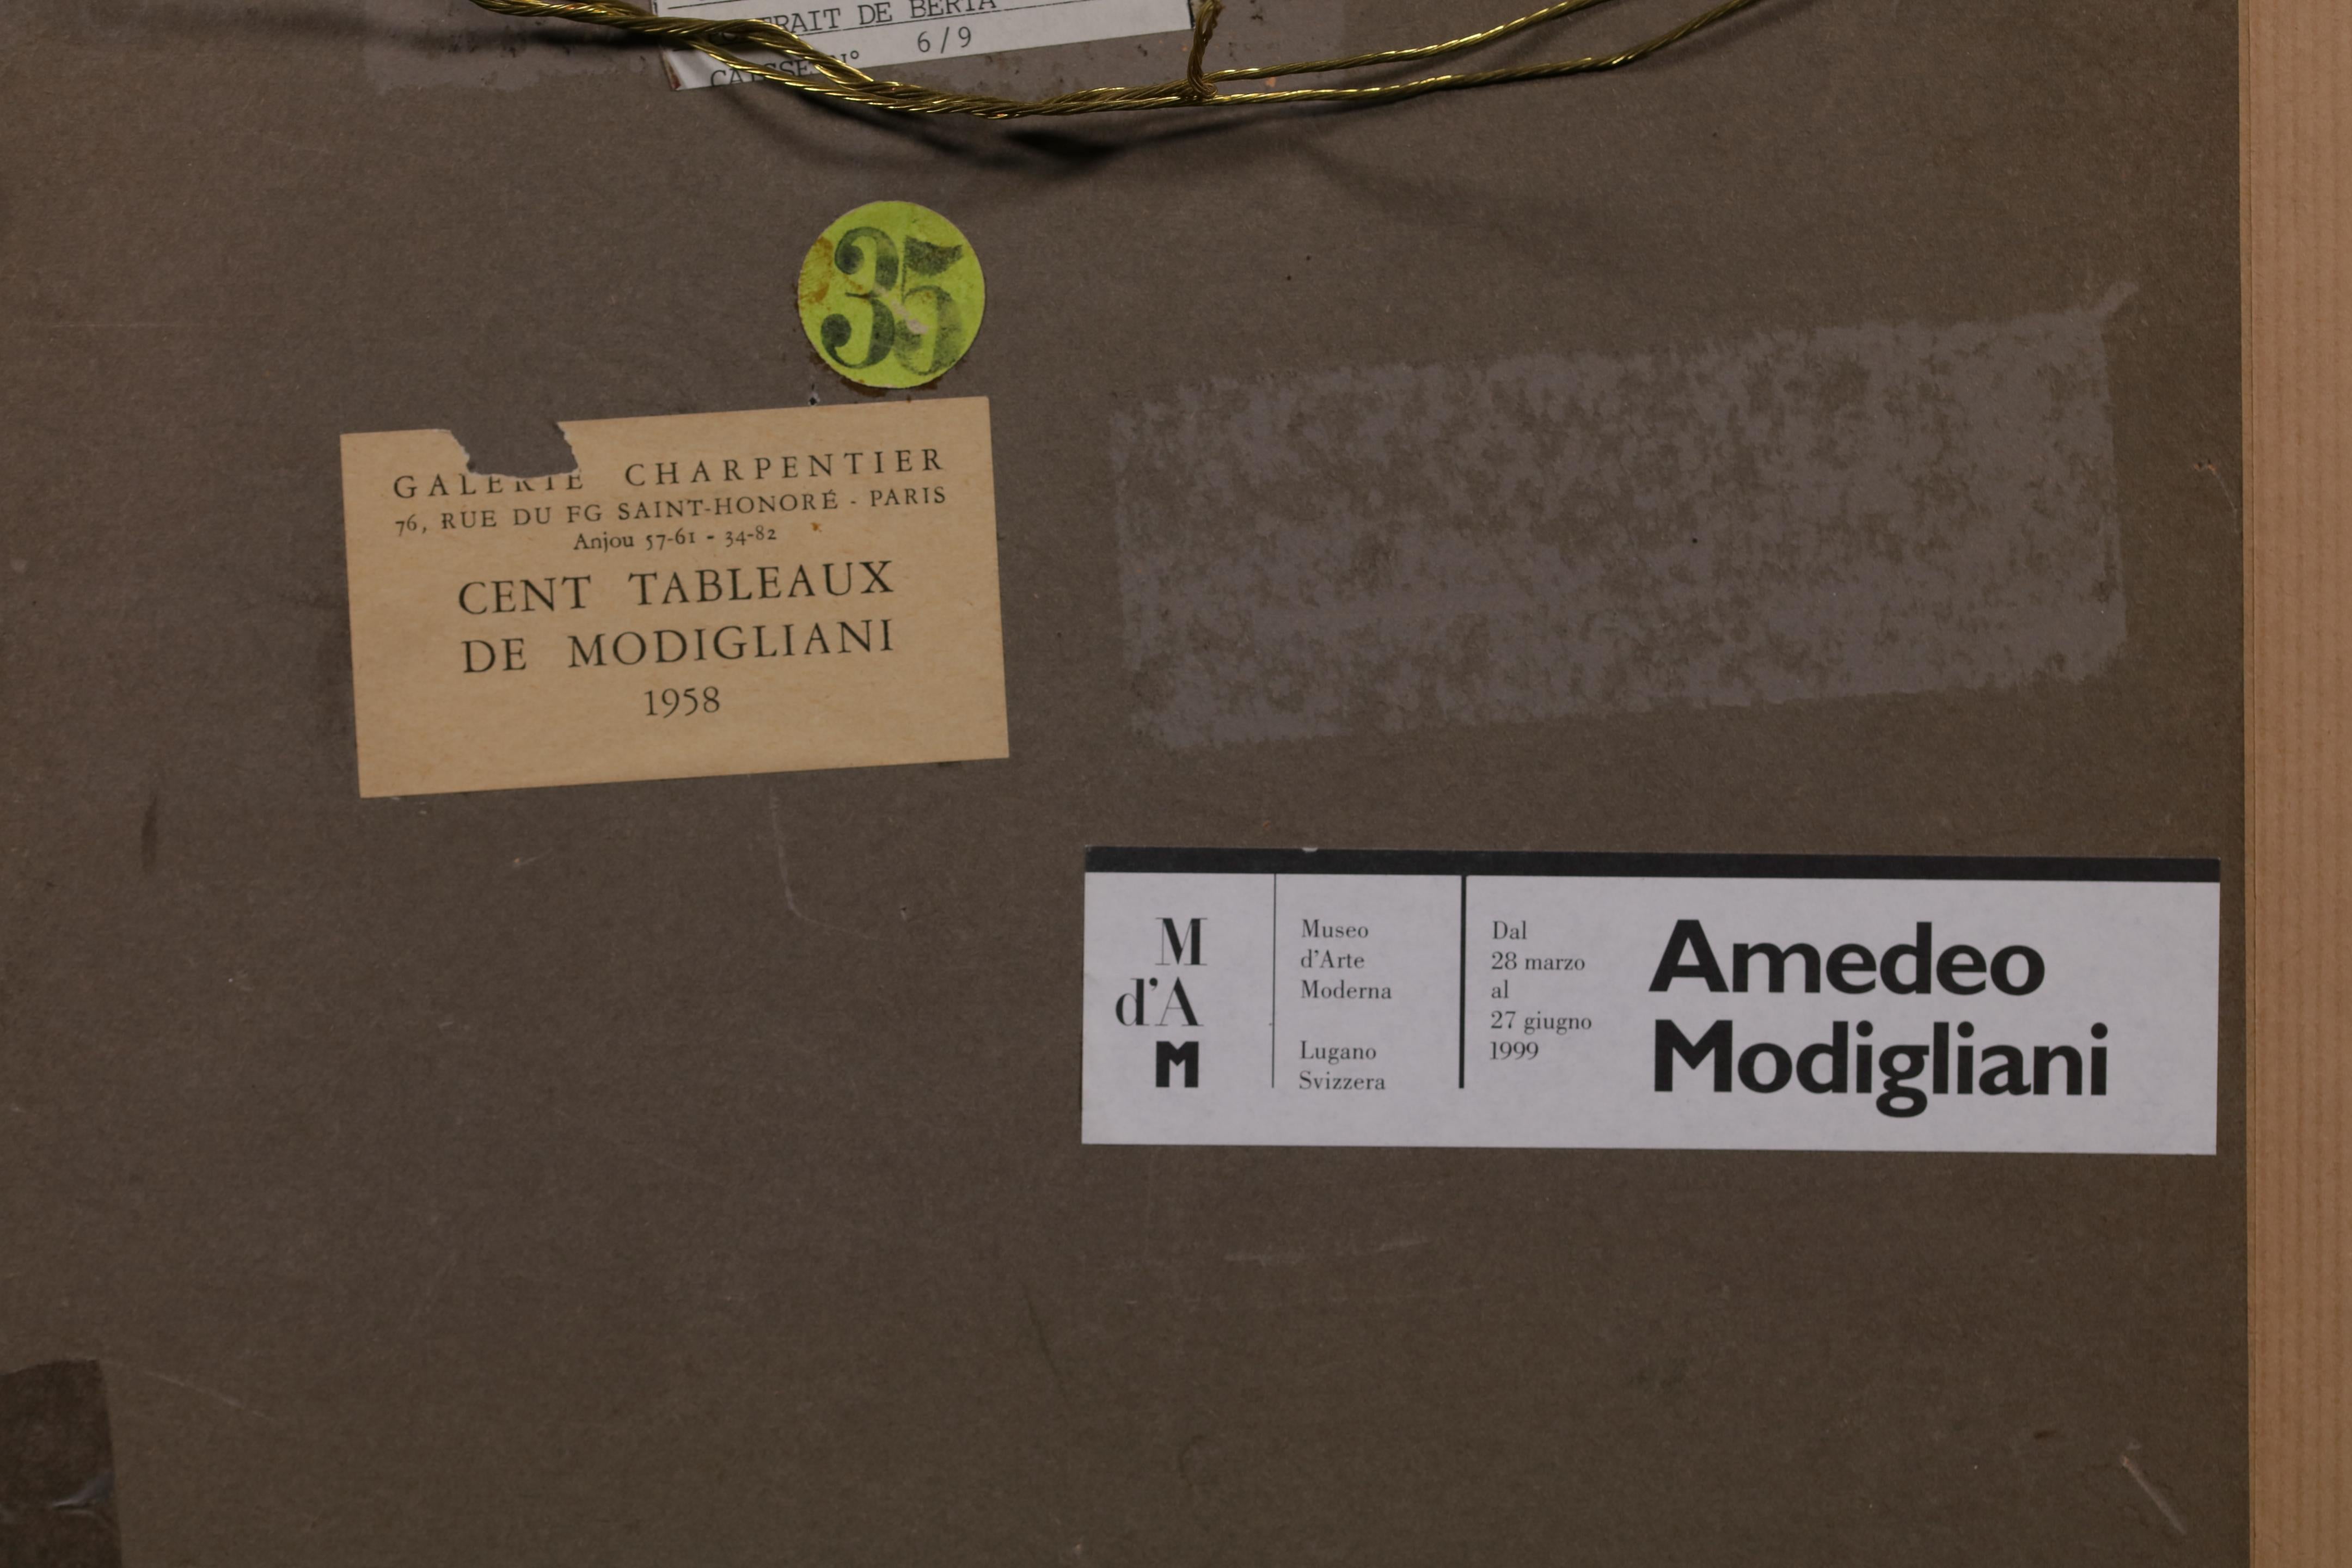 TRAIT DE BERTA
CAISSE N° 6/9
35
GALERIE CHARPENTIER
76, RUE DU FG SAINT-HONORÉ - PARIS
Anjou 57-61 - 34-82
CENT TABLEAUX
DE MODIGLIANI
1958
M
d'A
M
Museo
d'Arte
Moderna
Lugano
Svizzera
Dal
28 marzo
al
27 giugno
1999
Amedeo
Modigliani